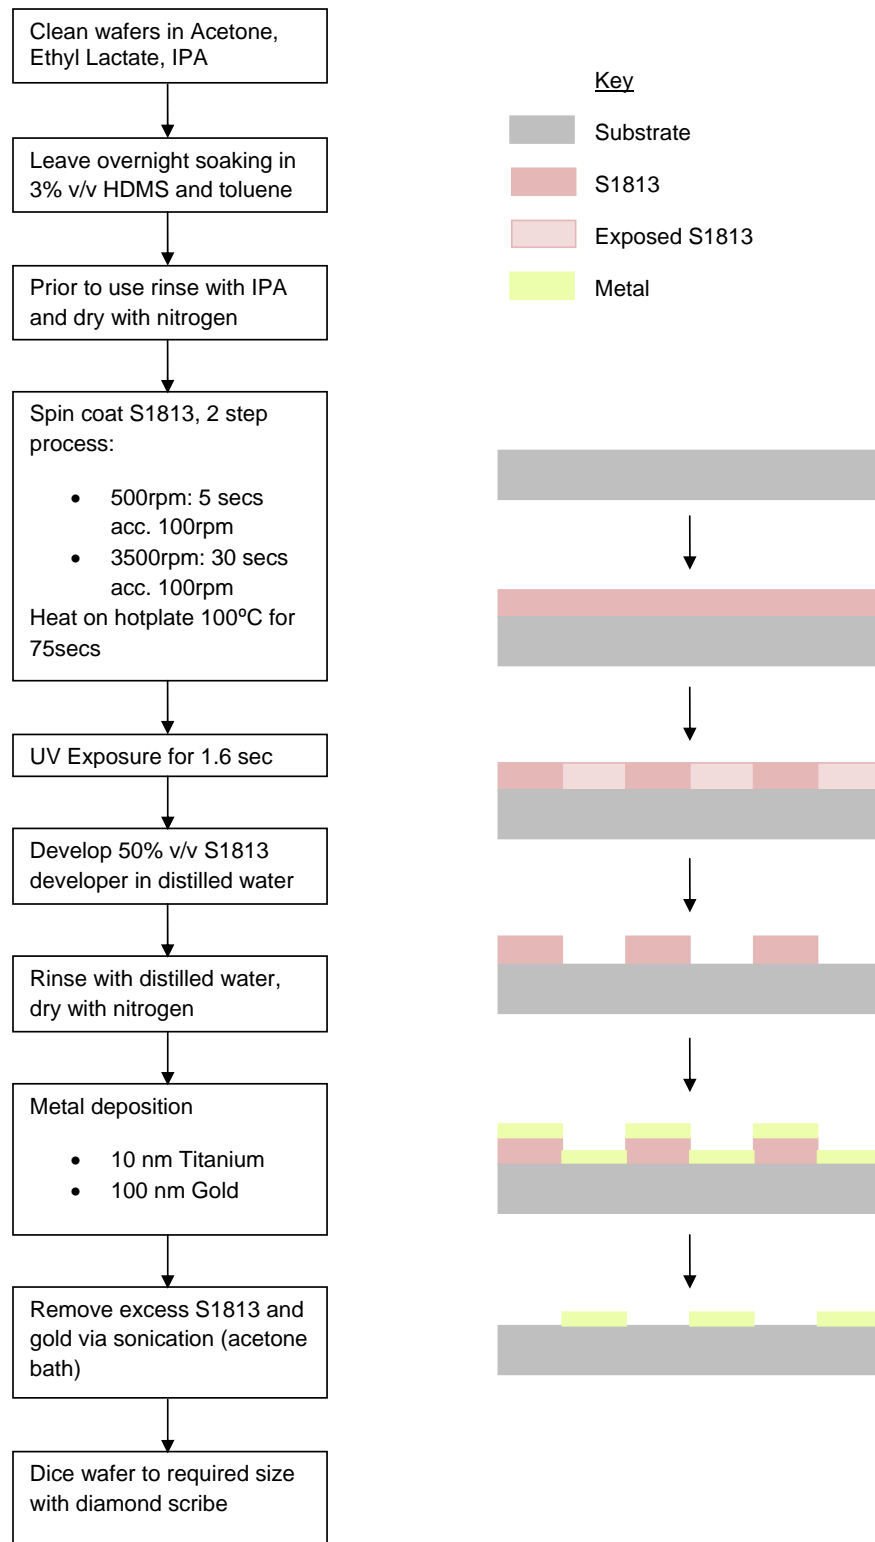 Clean wafers in Acetone,
Ethyl Lactate, IPA
Leave overnight soaking in
3% v/v HDMS and toluene
Prior to use rinse with IPA
and dry with nitrogen
Spin coat S1813, 2 step
process:
• 500rpm: 5 secs
acc. 100rpm
• 3500rpm: 30 secs
acc. 100rpm
Heat on hotplate 100ºC for
75secs
UV Exposure for 1.6 sec
Develop 50% v/v S1813
developer in distilled water
Rinse with distilled water,
dry with nitrogen
Metal deposition
• 10 nm Titanium
• 100 nm Gold
Remove excess S1813 and
gold via sonication (acetone
bath)
Dice wafer to required size
with diamond scribe
Key
Substrate
S1813
Exposed S1813
Metal